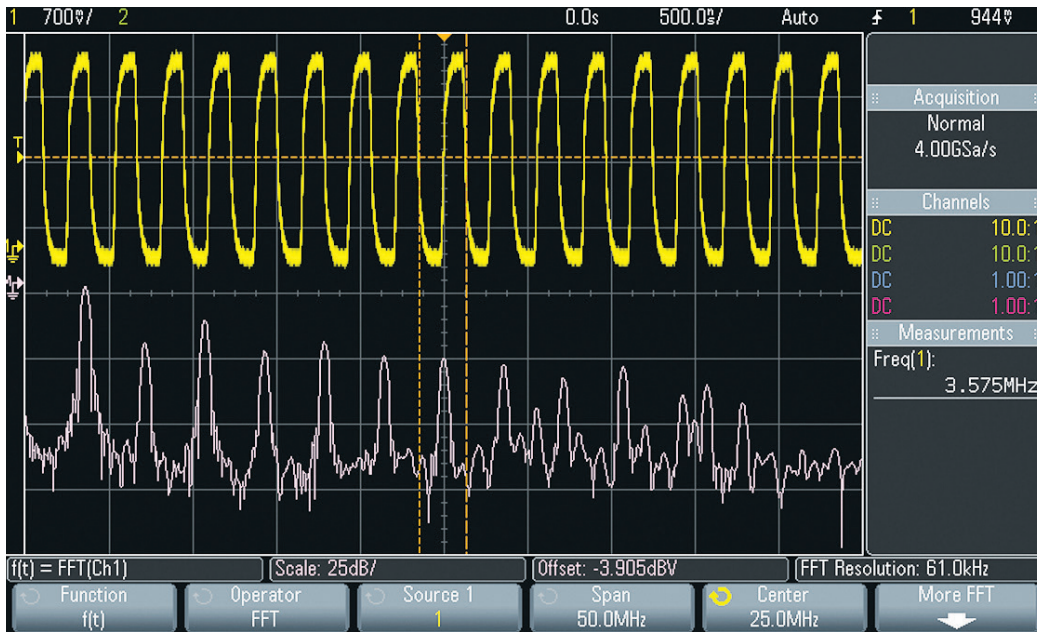 1 700mV/ 2 0.0s 500.0ns/ Auto 1 944mV
T
Acquisition
Normal
4.00GSa/s
Channels
DC 10.0:1
DC 10.0:1
DC 1.00:1
DC 1.00:1
Measurements
Freq(1):
3.575MHz
f(t) = FFT(Ch1) Scale: 25dB/ Offset: -3.905dBV FFT Resolution: 61.0kHz
Function Operator Source 1 Span Center More FFT
f(t) FFT 1 50.0MHz 25.0MHz